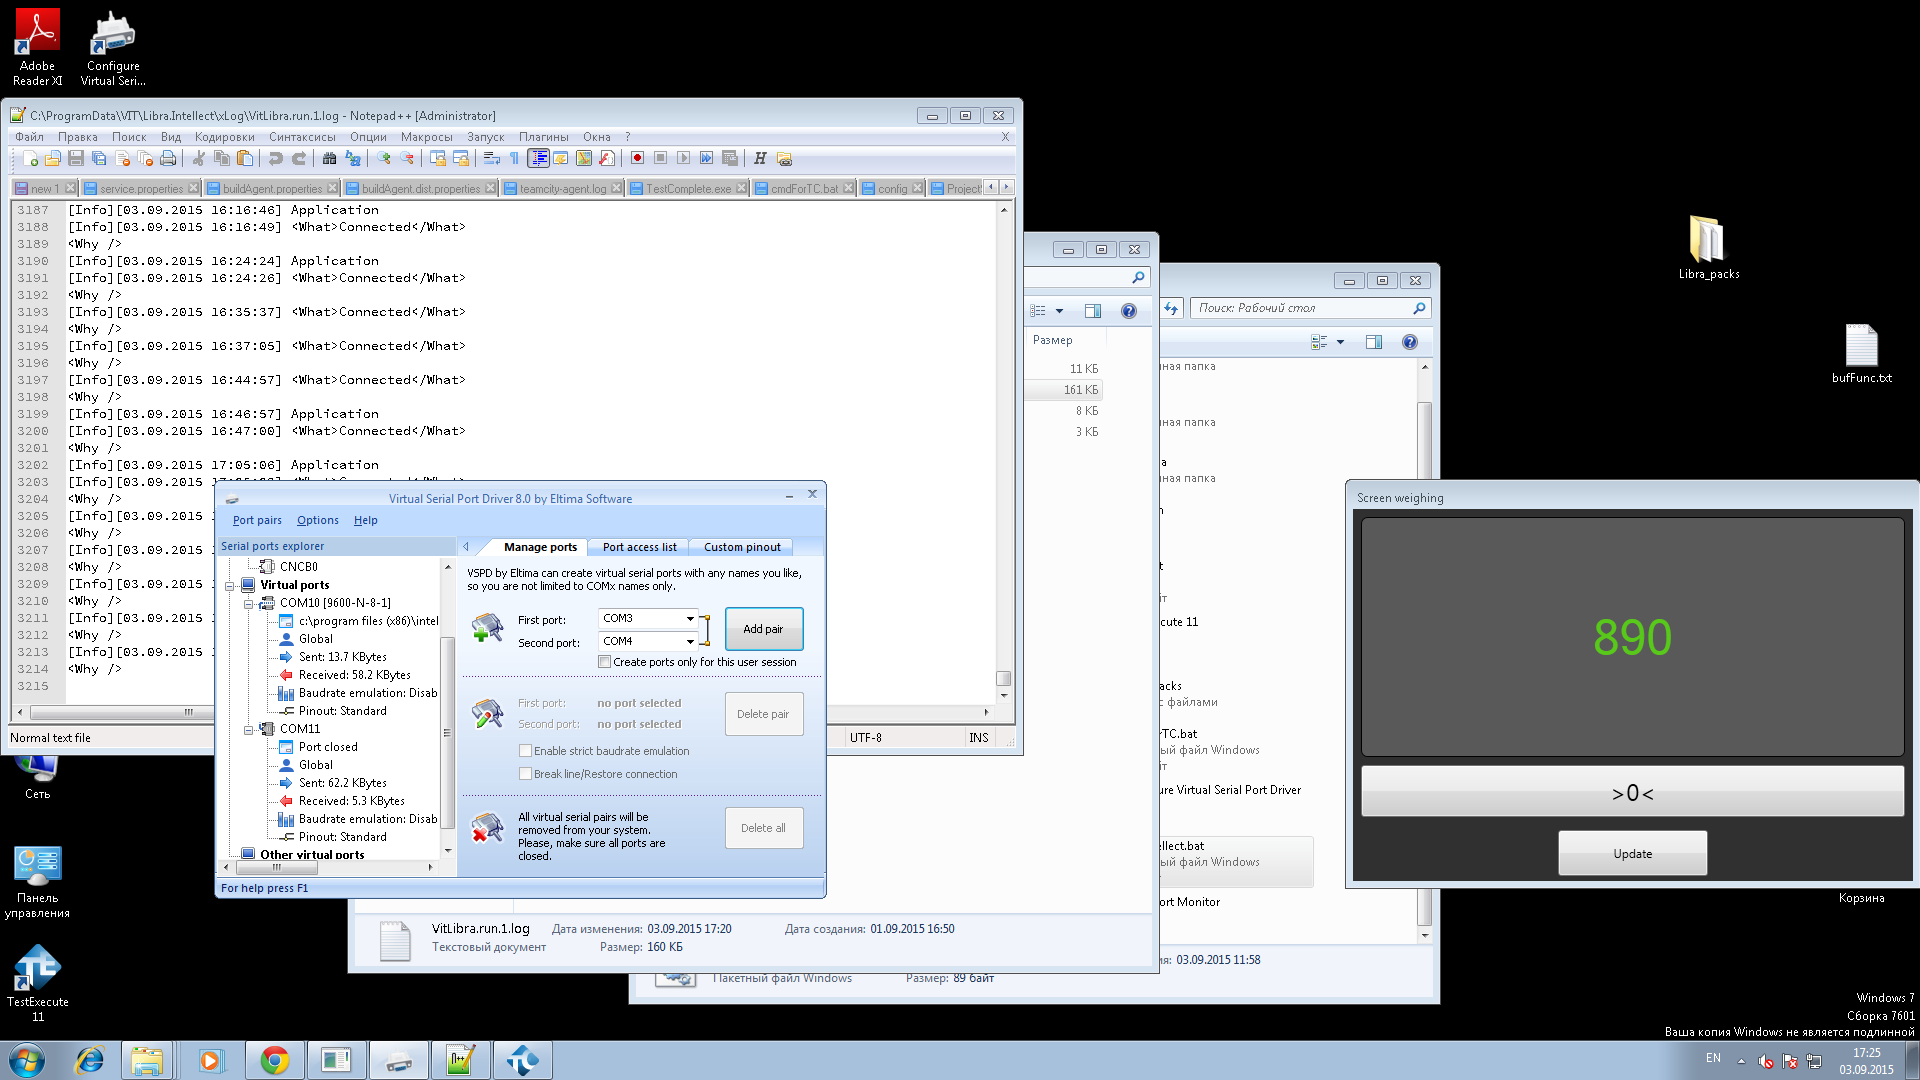 Adobe
Reader XI
Configure
Virtual Seri...
C:\ProgramData\VIT\Libra.Intellect\xLog\VitLibra.run.1.log - Notepad++ [Administrator]
Файл Правка Поиск Вид Кодировки Синтаксисы Опции Макросы Запуск Плагины Окна ? X
new 1 service.properties buildAgent.properties buildAgent.dist.properties teamcity-agent.log TestComplete.exe cmdForTC.bat config Project
3187 [Info][03.09.2015 16:16:46] Application
3188 [Info][03.09.2015 16:16:49] <What>Connected</What>
3189 <Why />
3190 [Info][03.09.2015 16:24:24] Application
3191 [Info][03.09.2015 16:24:26] <What>Connected</What>
3192 <Why />
3193 [Info][03.09.2015 16:35:37] <What>Connected</What>
3194 <Why />
3195 [Info][03.09.2015 16:37:05] <What>Connected</What>
3196 <Why />
3197 [Info][03.09.2015 16:44:57] <What>Connected</What>
3198 <Why />
3199 [Info][03.09.2015 16:46:57] Application
3200 [Info][03.09.2015 16:47:00] <What>Connected</What>
3201 <Why />
3202 [Info][03.09.2015 17:05:06] Application
3203 [Info][03.09.2015
3204 <Why />
3205 [Info][03.09.2015
3206 <Why />
3207 [Info][03.09.2015
3208 <Why />
3209 [Info][03.09.2015
3210 <Why />
3211 [Info][03.09.2015
3212 <Why />
3213 [Info][03.09.2015
3214 <Why />
3215
Normal text file
UTF-8
INS
Virtual Serial Port Driver 8.0 by Eltima Software
Port pairs Options Help
Serial ports explorer
CNCB0
Virtual ports
COM10 [9600-N-8-1]
c:\program files (x86)\intel
Global
Sent: 13.7 KBytes
Received: 58.2 KBytes
Baudrate emulation: Disab
Pinout: Standard
COM11
Port closed
Global
Sent: 62.2 KBytes
Received: 5.3 KBytes
Baudrate emulation: Disab
Pinout: Standard
Other virtual ports
Manage ports
Port access list
Custom pinout
VSPD by Eltima can create virtual serial ports with any names you like,
so you are not limited to COMx names only.
First port: COM3
Second port: COM4
Add pair
Create ports only for this user session
First port: no port selected
Second port: no port selected
Delete pair
Enable strict baudrate emulation
Break line/Restore connection
All virtual serial pairs will be
removed from your system.
Please, make sure all ports are
closed.
Delete all
For help press F1
Размер
11 КБ
161 КБ
8 КБ
3 КБ
VitLibra.run.1.log Дата изменения: 03.09.2015 17:20 Дата создания: 01.09.2015 16:50
Текстовый документ Размер: 160 КБ
Поиск: Рабочий стол
ная папка
ная папка
a
ная папка
cute 11
acks
с файлами
rTC.bat
ый файл Windows
ure Virtual Serial Port Driver
ellect.bat
ый файл Windows
ort Monitor
03.09.2015 11:58
Пакетный файл Windows Размер: 89 байт
Screen weighing
890
>0<
Update
Libra_packs
bufFunc.txt
Корзина
Сеть
Панель
управления
TestExecute
11
Windows 7
Сборка 7601
Ваша копия Windows не является подлинной
EN
17:25
03.09.2015